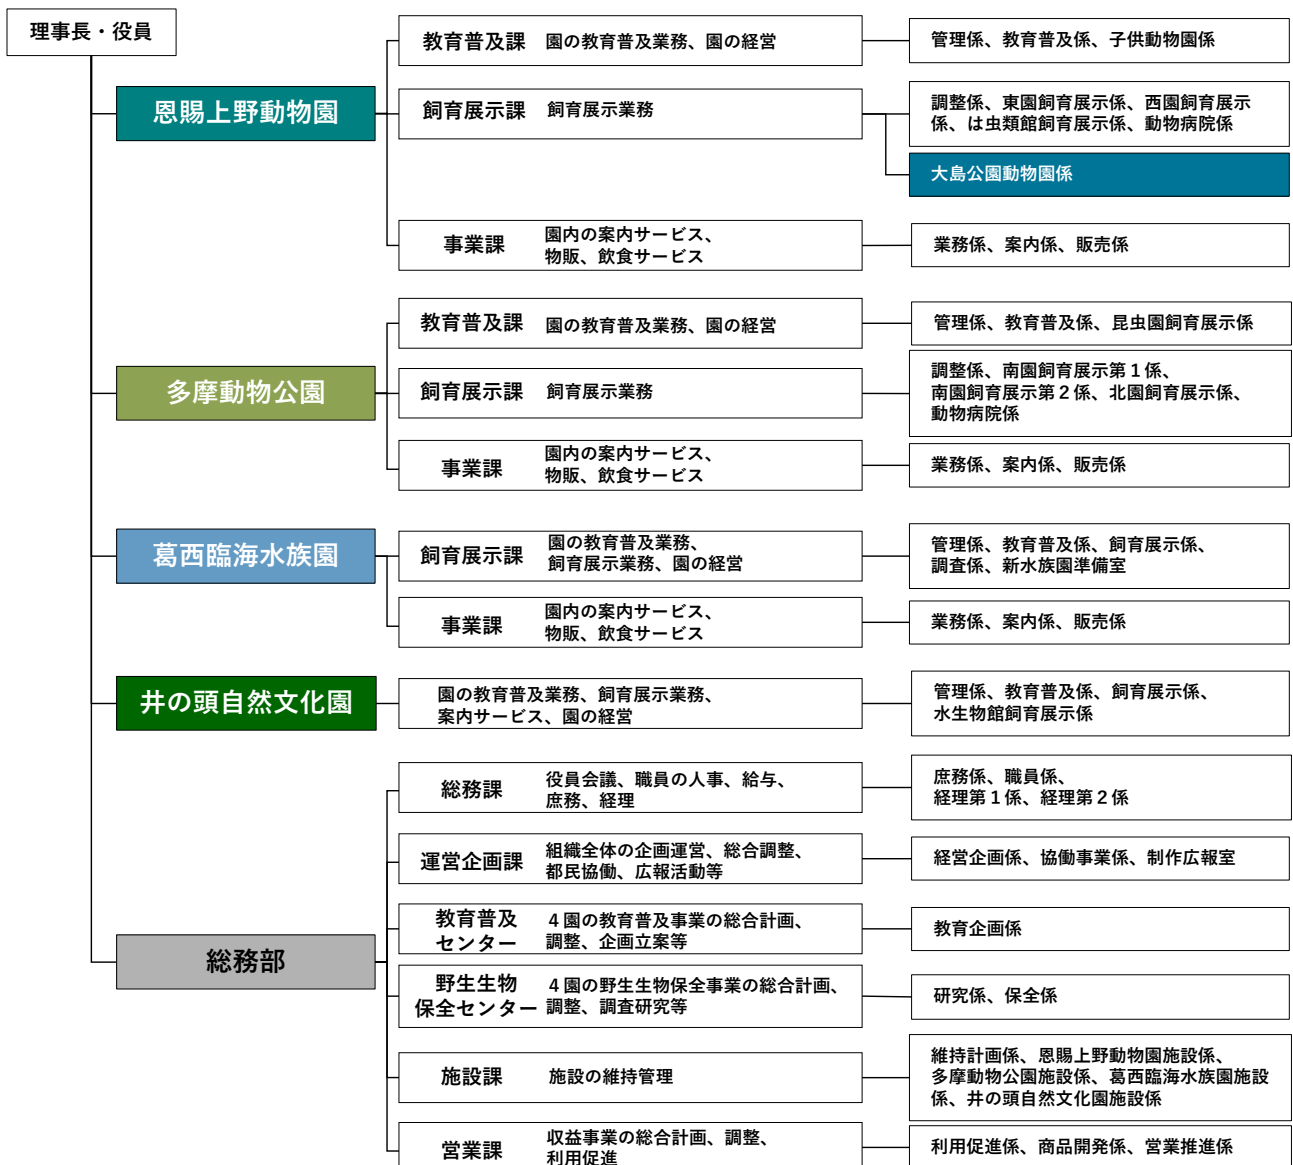 理事長・役員
恩賜上野動物園
教育普及課 園の教育普及業務、園の経営
管理係、教育普及係、子供動物園係
飼育展示課 飼育展示業務
調整係、東園飼育展示係、西園飼育展示
係、は虫類館飼育展示係、動物病院係
大島公園動物園係
事業課 園内の案内サービス、
物販、飲食サービス
業務係、案内係、販売係
多摩動物公園
教育普及課 園の教育普及業務、園の経営
管理係、教育普及係、昆虫園飼育展示係
飼育展示課 飼育展示業務
調整係、南園飼育展示第１係、
南園飼育展示第２係、北園飼育展示係、
動物病院係
事業課 園内の案内サービス、
物販、飲食サービス
業務係、案内係、販売係
葛西臨海水族園
飼育展示課 園の教育普及業務、
飼育展示業務、園の経営
管理係、教育普及係、飼育展示係、
調査係、新水族園準備室
事業課 園内の案内サービス、
物販、飲食サービス
業務係、案内係、販売係
井の頭自然文化園
園の教育普及業務、飼育展示業務、
案内サービス、園の経営
管理係、教育普及係、飼育展示係、
水生物館飼育展示係
総務部
総務課 役員会議、職員の人事、給与、
庶務、経理
庶務係、職員係、
経理第１係、経理第２係
運営企画課 組織全体の企画運営、総合調整、
都民協働、広報活動等
経営企画係、協働事業係、制作広報室
教育普及
センター
４園の教育普及事業の総合計画、
調整、企画立案等
教育企画係
野生生物
保全センター
４園の野生生物保全事業の総合計画、
調整、調査研究等
研究係、保全係
施設課 施設の維持管理
維持計画係、恩賜上野動物園施設係、
多摩動物公園施設係、葛西臨海水族園施設
係、井の頭自然文化園施設係
営業課 収益事業の総合計画、調整、
利用促進
利用促進係、商品開発係、営業推進係